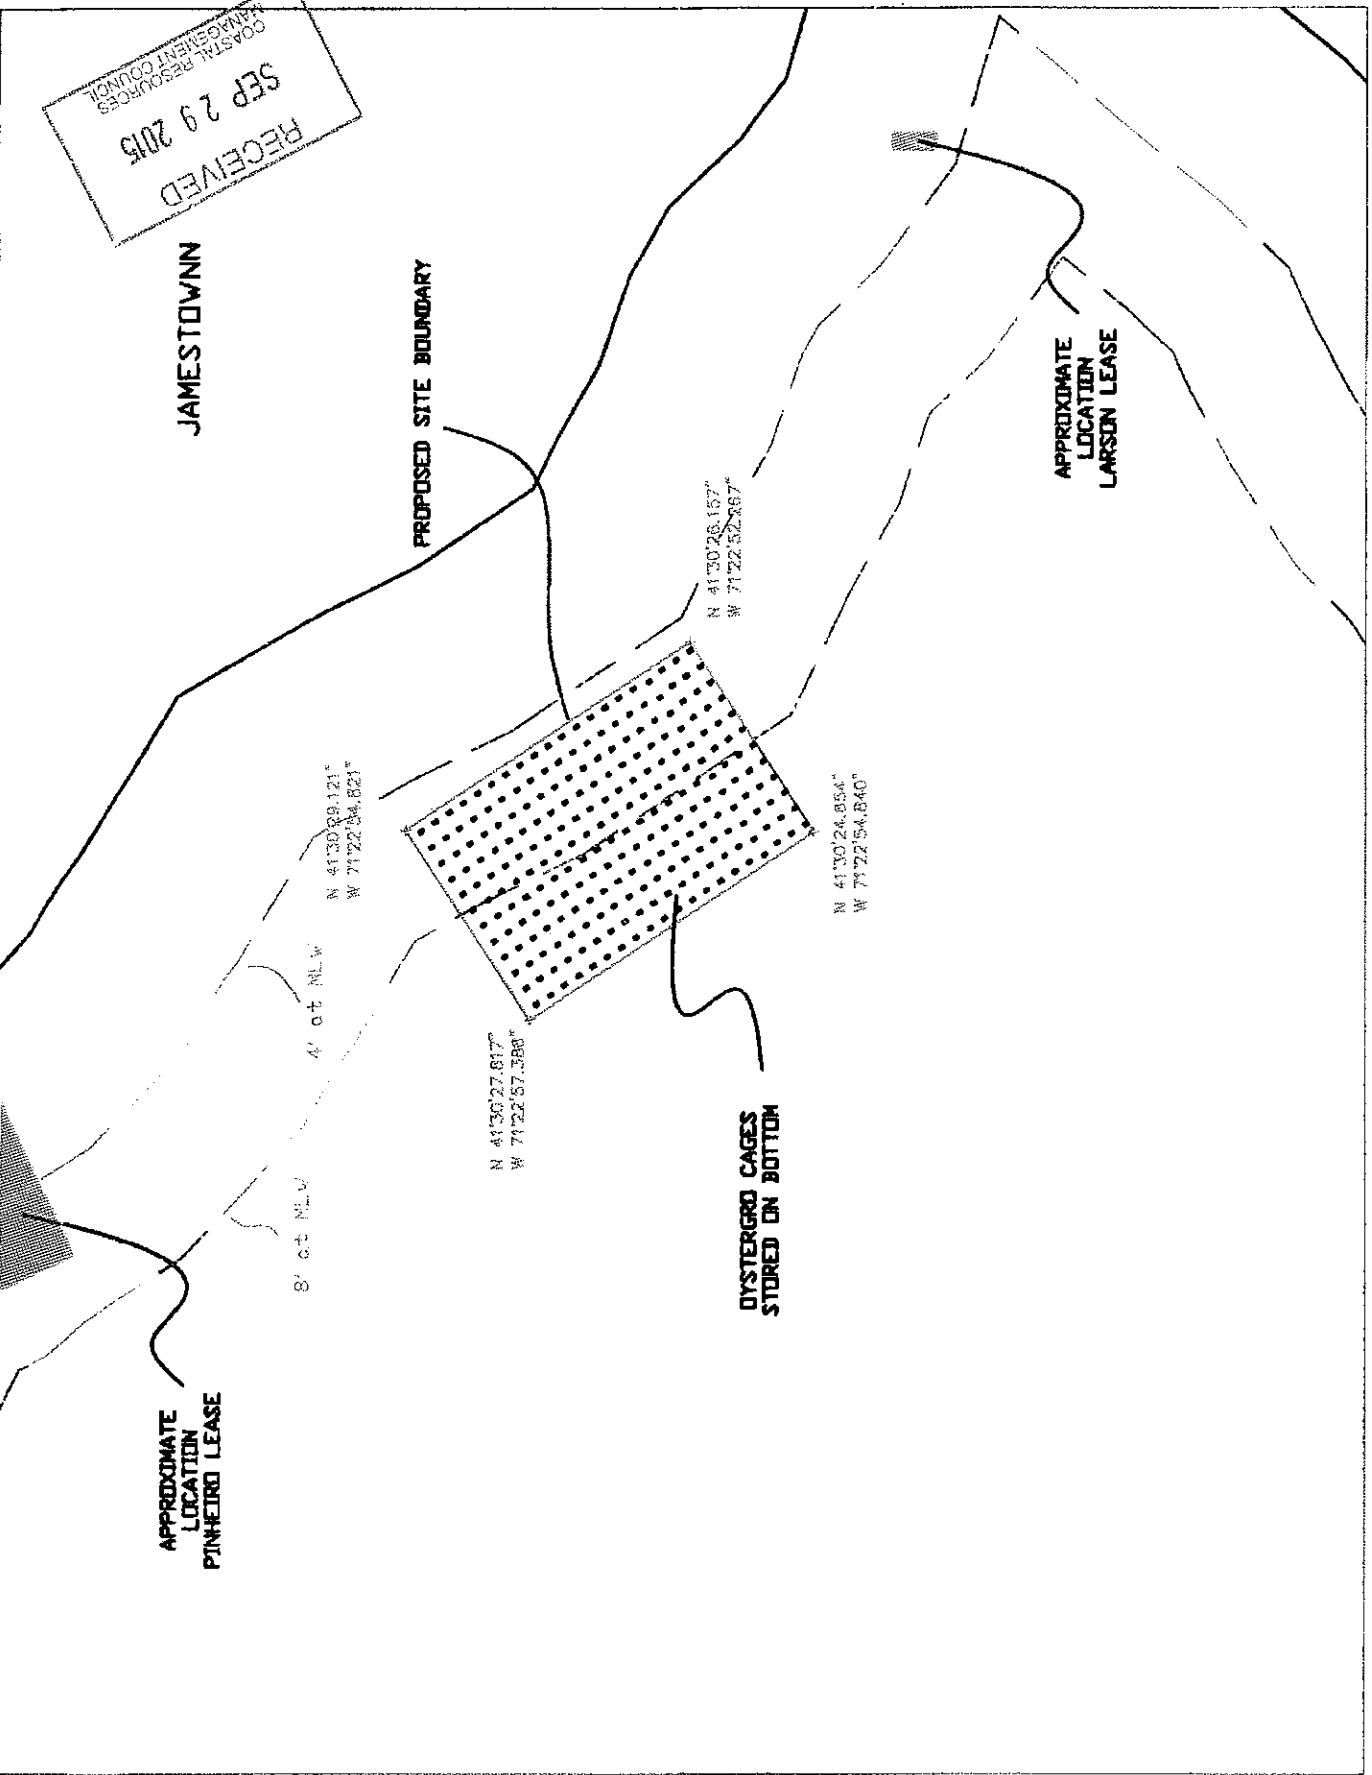 RECEIVED
SEP 29 2015
COASTAL RESOURCES
MANAGEMENT COUNCIL
JAMESTOWNN
PROPOSED SITE BOUNDARY
N 41°30'29.121"
W 71°22'54.821"
N 41°30'26.157"
W 71°22'52.267"
4' at MLW
8' at MLW
N 41°30'27.817"
W 71°22'57.388"
N 41°30'24.854"
W 71°22'54.840"
APPROXIMATE
LOCATION
LARSON LEASE
OYSTERGRO CAGES
STORED ON BOTTOM
APPROXIMATE
LOCATION
PINHEIRO LEASE